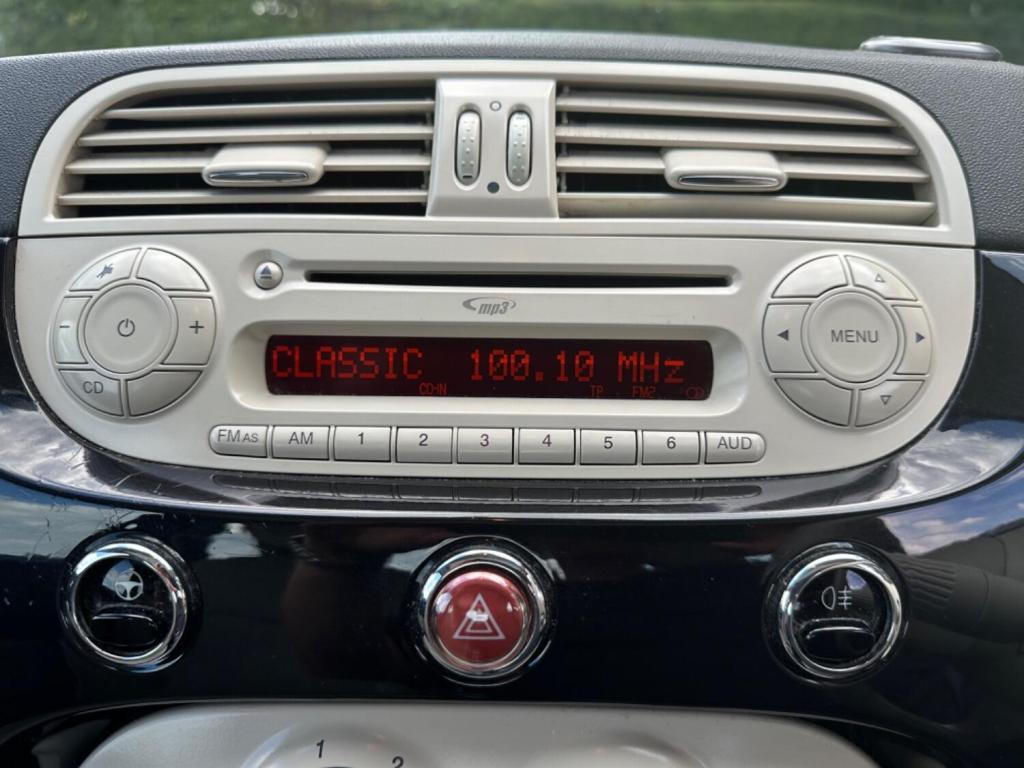 mp3
− +
CD
MENU
CLASSIC 100.10 MHz
CD-IN TP FM2
FM AS AM 1 2 3 4 5 6 AUD
1 2